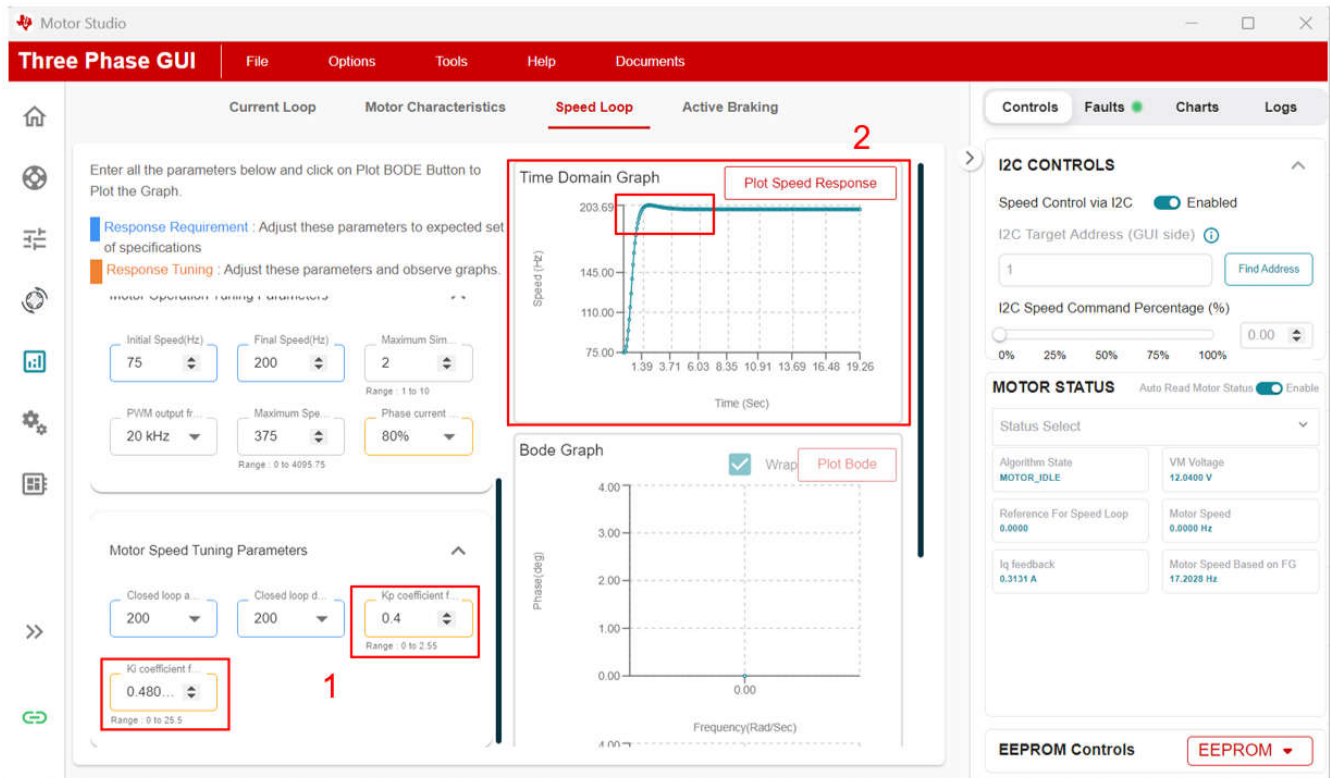 Motor Studio
Three Phase GUI
File
Options
Tools
Help
Documents
Current Loop
Motor Characteristics
Speed Loop
Active Braking
Enter all the parameters below and click on Plot BODE Button to
Plot the Graph.
Response Requirement : Adjust these parameters to expected set
of specifications
Response Tuning : Adjust these parameters and observe graphs.
Motor Operation Tuning Parameters
Initial Speed(Hz)
75
Final Speed(Hz)
200
Maximum Sim...
2
Range : 1 to 10
PWM output fr...
20 kHz
Maximum Spe...
375
Range : 0 to 4095.75
Phase current ...
80%
Motor Speed Tuning Parameters
Closed loop a...
200
Closed loop d...
200
Kp coefficient f...
0.4
Range : 0 to 2.55
Ki coefficient f...
0.480...
Range : 0 to 25.5
1
2
Time Domain Graph
Plot Speed Response
203.69
145.00
110.00
75.00
Speed (Hz)
1.39 3.71 6.03 8.35 10.91 13.69 16.48 19.26
Time (Sec)
Bode Graph
Wrap
Plot Bode
4.00
3.00
2.00
1.00
0.00
Phase(deg)
0.00
Frequency(Rad/Sec)
4.00
Controls
Faults
Charts
Logs
I2C CONTROLS
Speed Control via I2C
Enabled
I2C Target Address (GUI side)
1
Find Address
I2C Speed Command Percentage (%)
0.00
0% 25% 50% 75% 100%
MOTOR STATUS
Auto Read Motor Status
Enable
Status Select
Algorithm State
MOTOR_IDLE
VM Voltage
12.0400 V
Reference For Speed Loop
0.0000
Motor Speed
0.0000 Hz
Iq feedback
0.3131 A
Motor Speed Based on FG
17.2028 Hz
EEPROM Controls
EEPROM